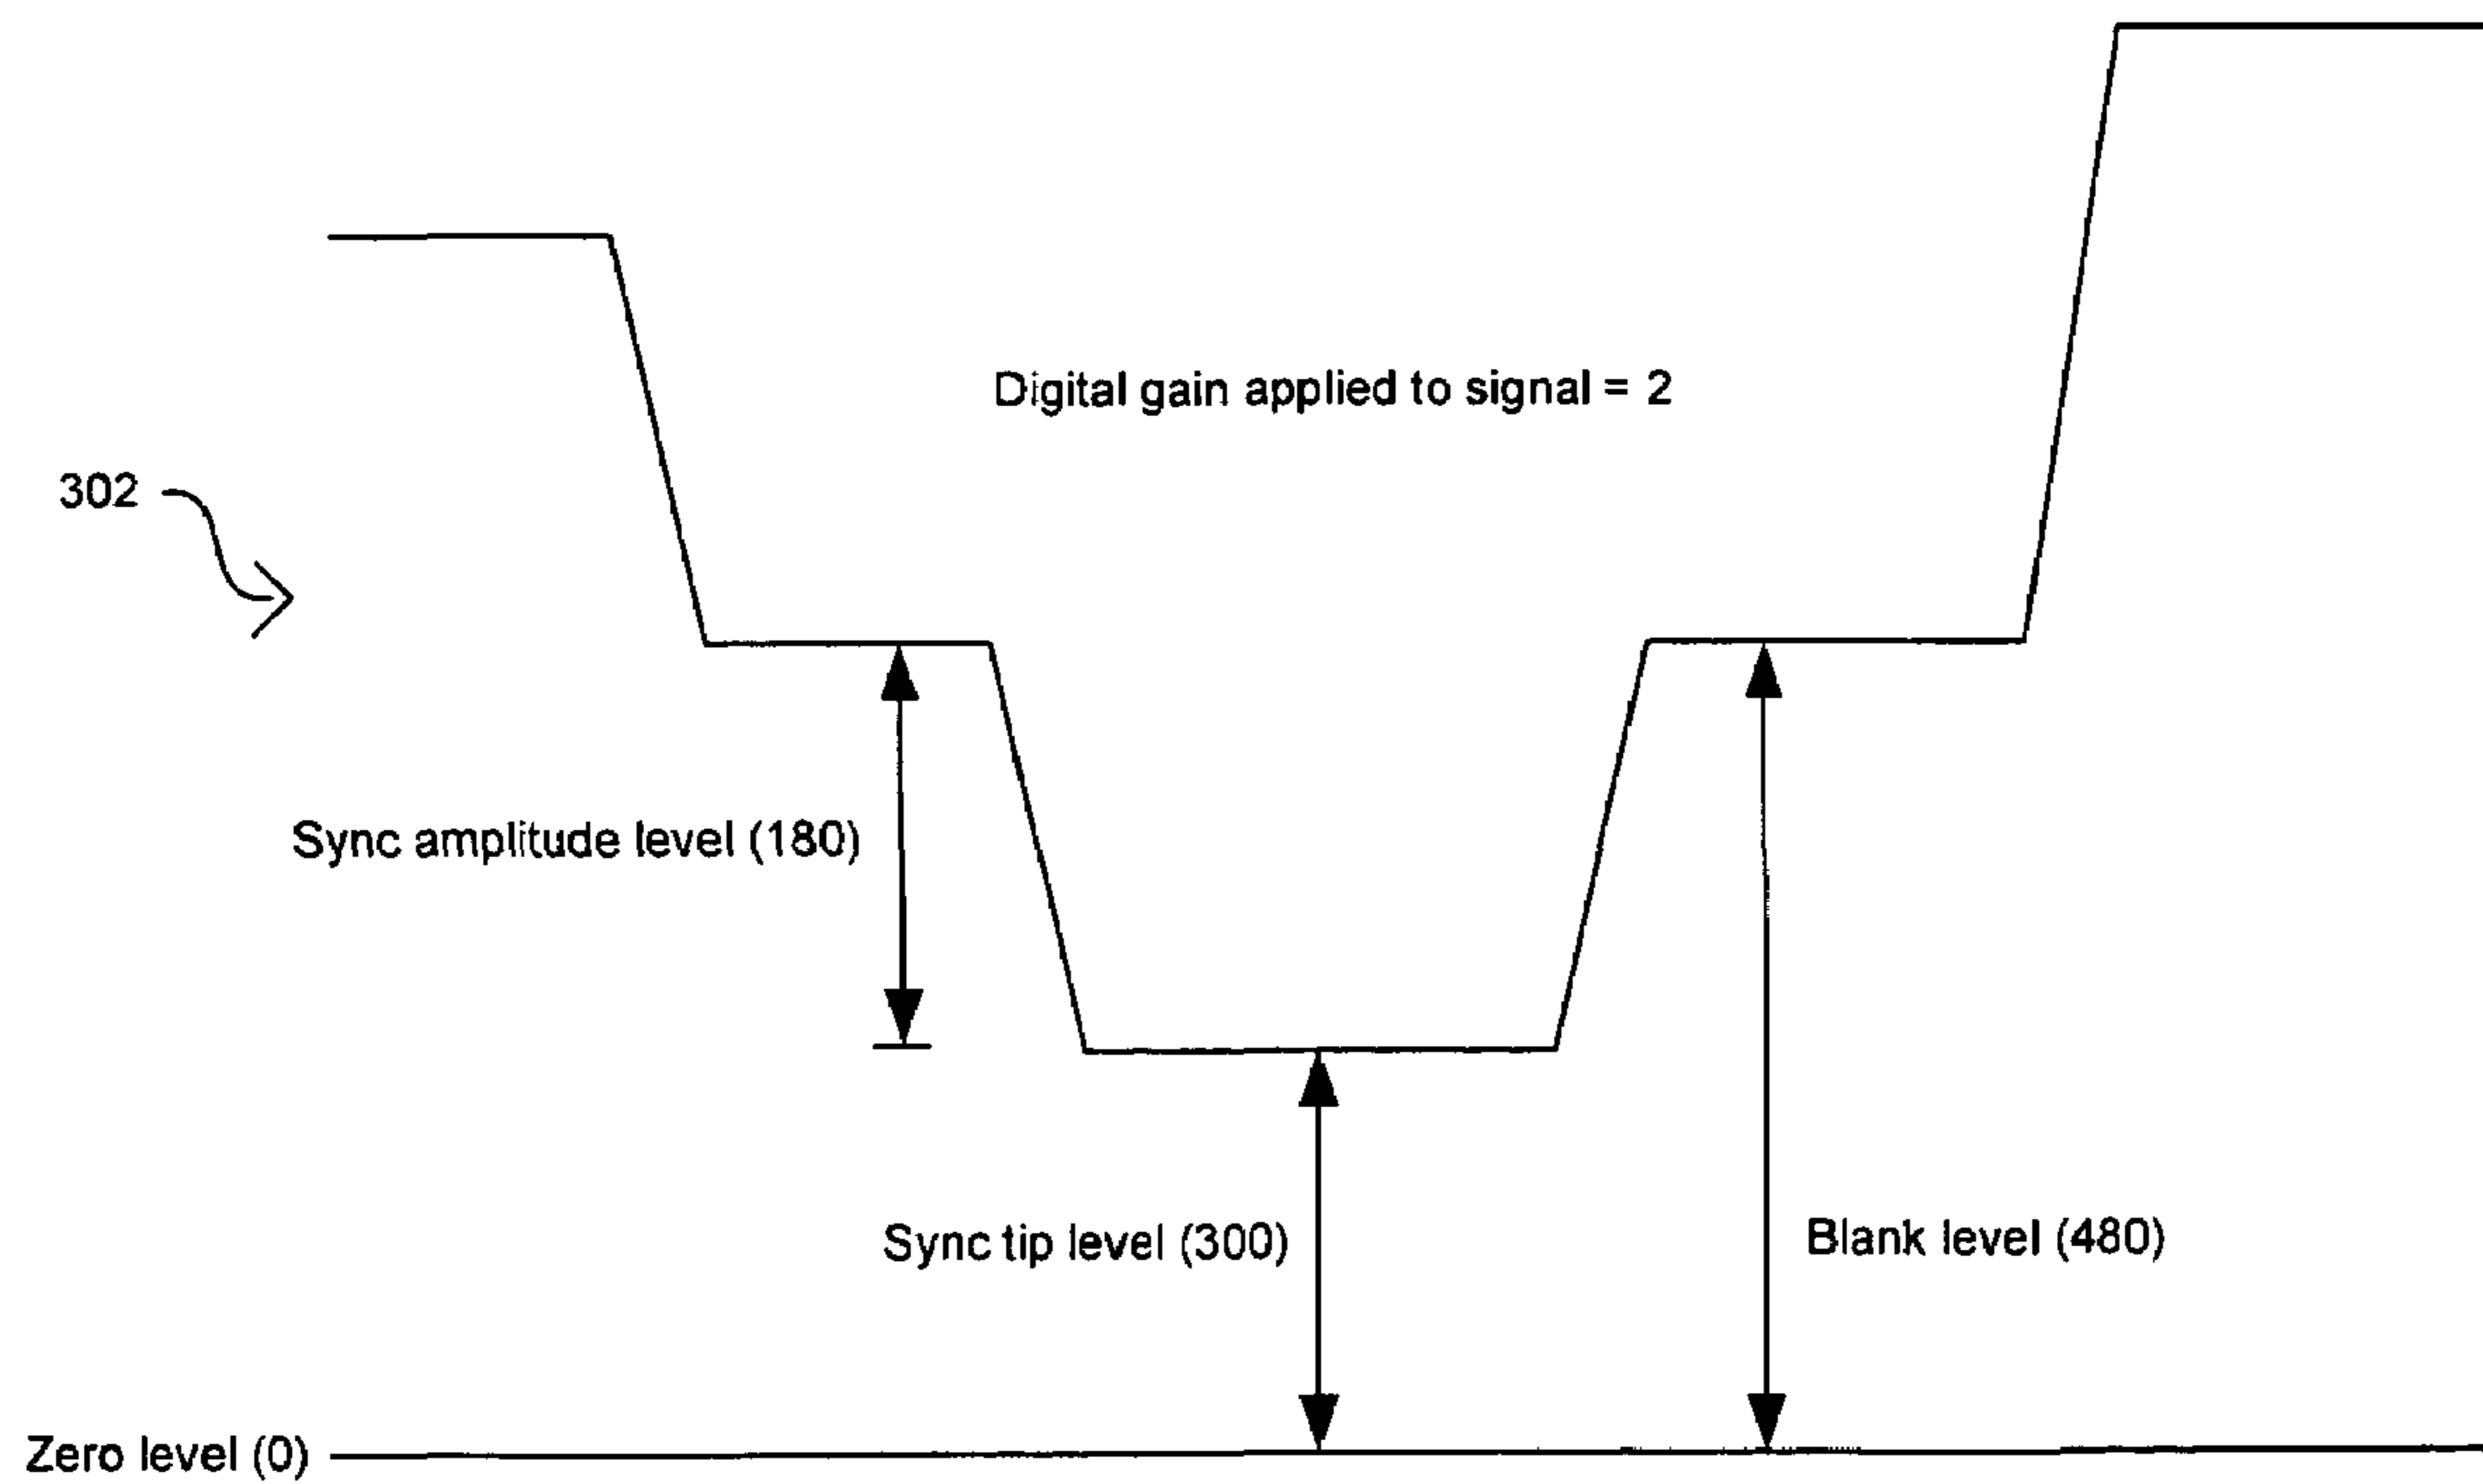 Digital gain applied to signal = 2
302
Sync amplitude level (180)
Sync tip level (300)
Blank level (480)
Zero level (0)